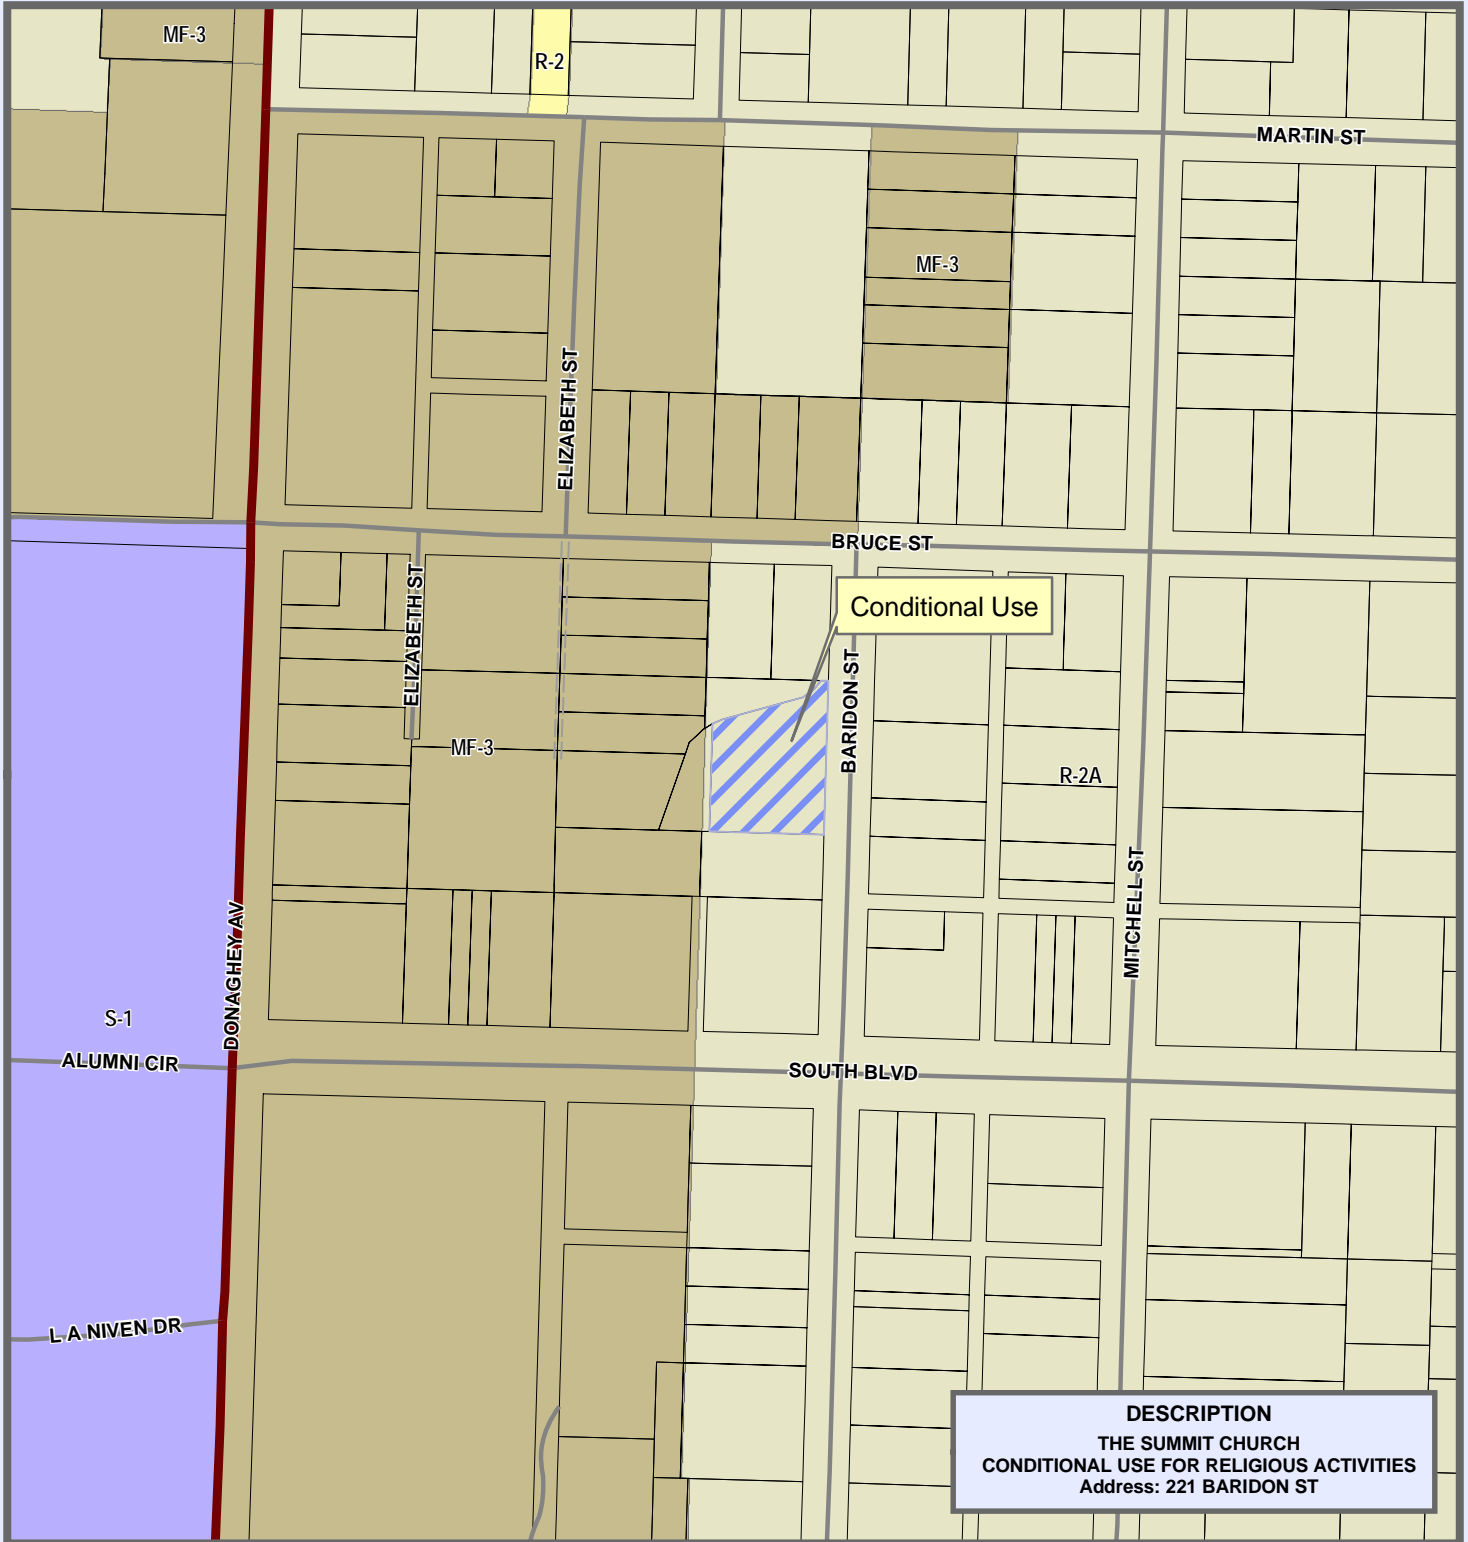 MF-3
R-2
MARTIN ST
MF-3
ELIZABETH ST
BRUCE ST
ELIZABETH ST
Conditional Use
BARIDON ST
MF-3
R-2A
MITCHELL ST
DONAGHEY AV
S-1
ALUMNI CIR
SOUTH BLVD
L A NIVEN DR
DESCRIPTION
THE SUMMIT CHURCH
CONDITIONAL USE FOR RELIGIOUS ACTIVITIES
Address: 221 BARIDON ST